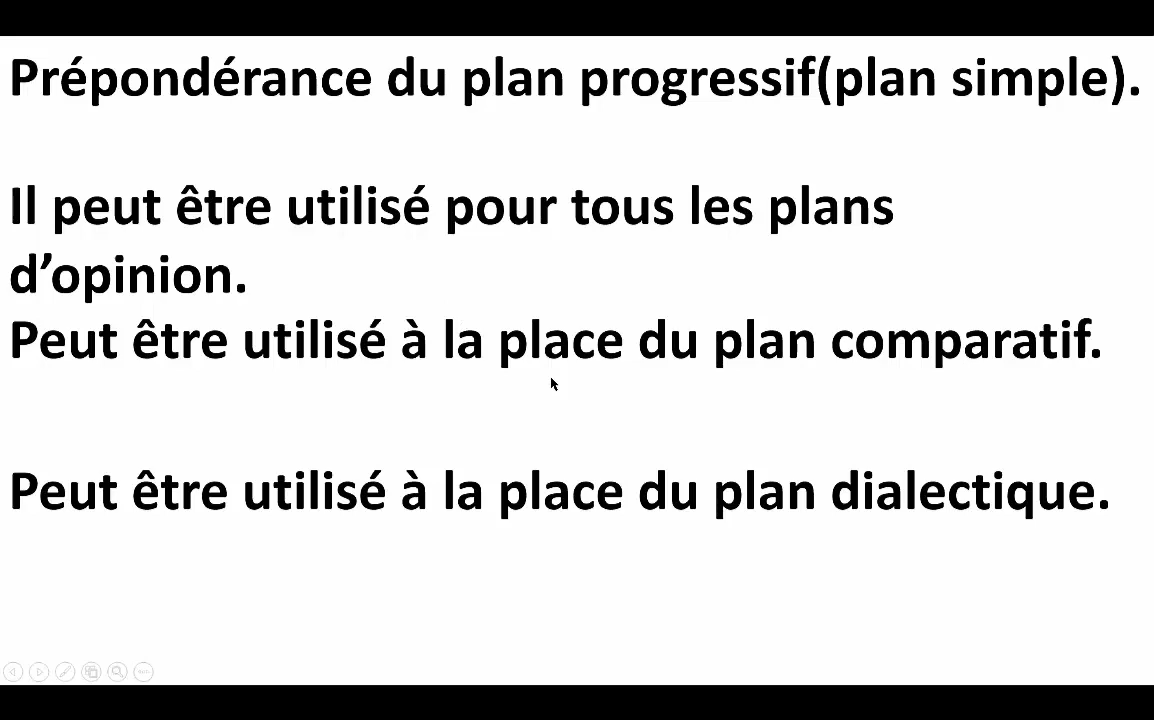 Prépondérance du plan progressif(plan simple).
Il peut être utilisé pour tous les plans
d’opinion.
Peut être utilisé à la place du plan comparatif.
Peut être utilisé à la place du plan dialectique.